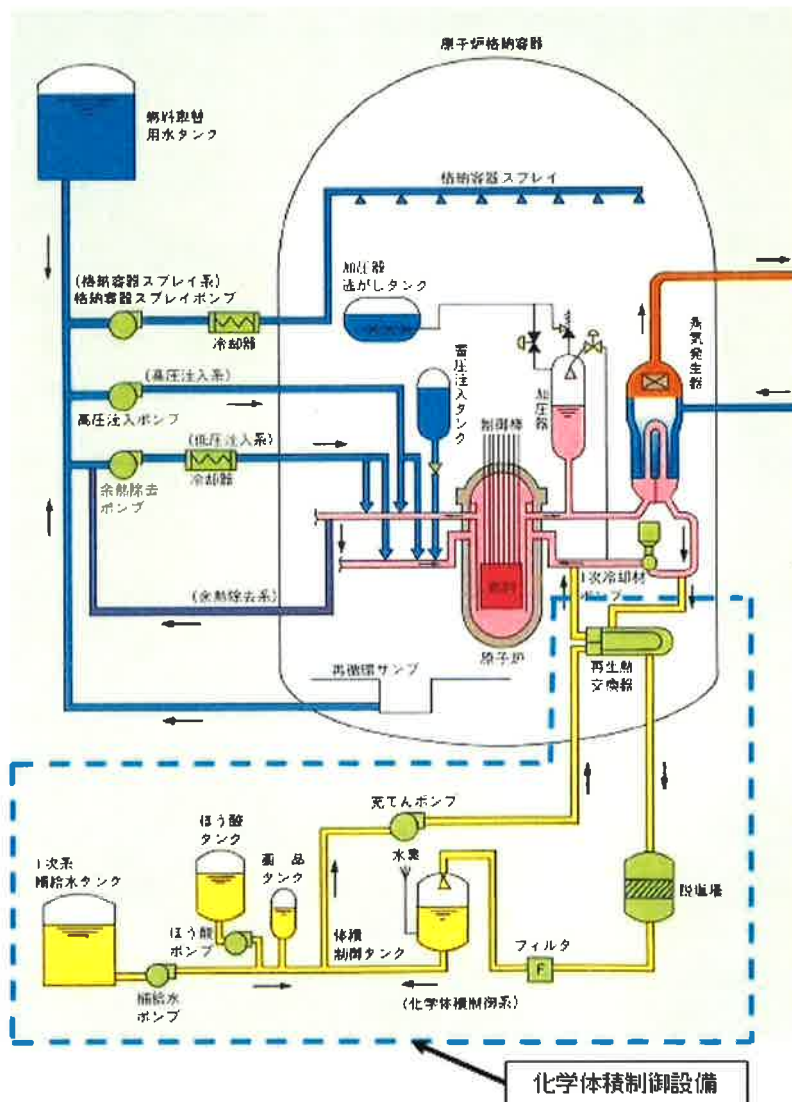 原子炉格納容器
燃料取替
用水タンク
格納容器スプレイ
(格納容器スプレイ系)
格納容器スプレイポンプ
冷却器
加圧器
逃がしタンク
蓄圧注入タンク
加圧器
蒸気発生器
(高圧注入系)
高圧注入ポンプ
制御棒
(低圧注入系)
冷却器
余熱除去
ポンプ
燃料
1次冷却材
ポンプ
(余熱除去系)
原子炉
再生熱
交換器
再循環サンプ
充てんポンプ
ほう酸
タンク
水素
薬品
タンク
1次系
補給水タンク
脱塩塔
ほう酸
ポンプ
体積
制御タンク
フィルタ
F
補給水
ポンプ
(化学体積制御系)
化学体積制御設備